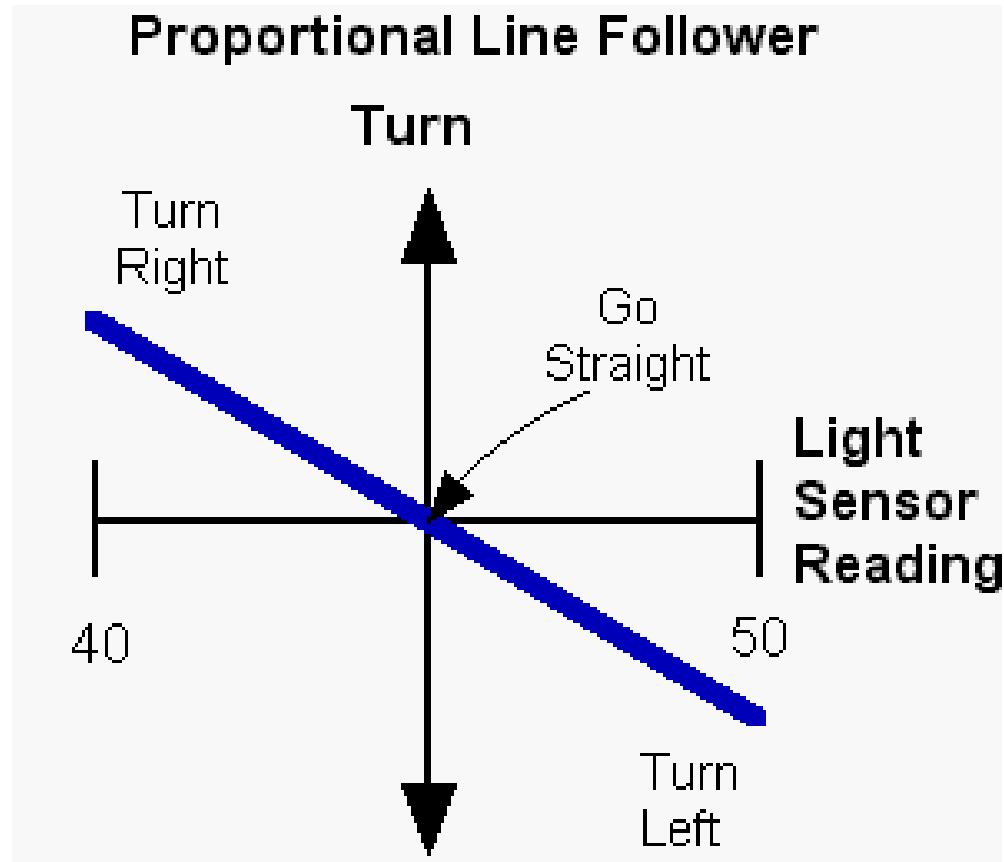 Proportional Line Follower
Turn
Turn
Right
Go
Straight
Light
Sensor
Reading
40
50
Turn
Left